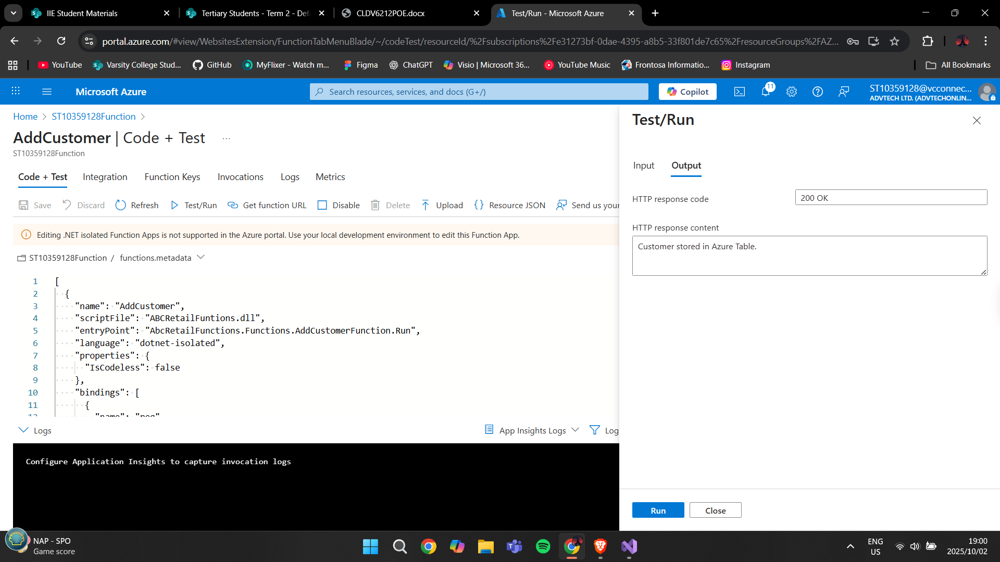 IIE Student Materials
Tertiary Students - Term 2 - Def
CLDV6212POE.docx
Test/Run - Microsoft Azure
portal.azure.com/#view/WebsitesExtension/FunctionTabMenuBlade/~/codeTest/resourceId/%2Fsubscriptions%2Fe31273bf-0dae-4395-a8b5-33f801de7c65%2FresourceGroups%2FAZ...
YouTube
Varsity College Stud...
GitHub
MyFlixer - Watch m...
Figma
ChatGPT
Visio | Microsoft 36...
YouTube Music
Frontosa Informatio...
Instagram
All Bookmarks
Microsoft Azure
Search resources, services, and docs (G+/)
Copilot
11
ST10359128@vcconnec...
ADVTECH LTD. (ADVTECHONLIN...
Home > ST10359128Function >
AddCustomer | Code + Test ...
ST10359128Function
Code + Test
Integration
Function Keys
Invocations
Logs
Metrics
Save
Discard
Refresh
Test/Run
Get function URL
Disable
Delete
Upload
Resource JSON
Send us your
Editing .NET isolated Function Apps is not supported in the Azure portal. Use your local development environment to edit this Function App.
ST10359128Function / functions.metadata
1 [
2 {
3 "name": "AddCustomer",
4 "scriptFile": "ABCRetailFuntions.dll",
5 "entryPoint": "AbcRetailFunctions.Functions.AddCustomerFunction.Run",
6 "language": "dotnet-isolated",
7 "properties": {
8 "IsCodeless": false
9 },
10 "bindings": [
11 {
12 "name": "req"
Logs
App Insights Logs
Log
Configure Application Insights to capture invocation logs
Test/Run
Input
Output
HTTP response code
200 OK
HTTP response content
Customer stored in Azure Table.
Run
Close
NAP - SPO
Game score
ENG
US
19:00
2025/10/02